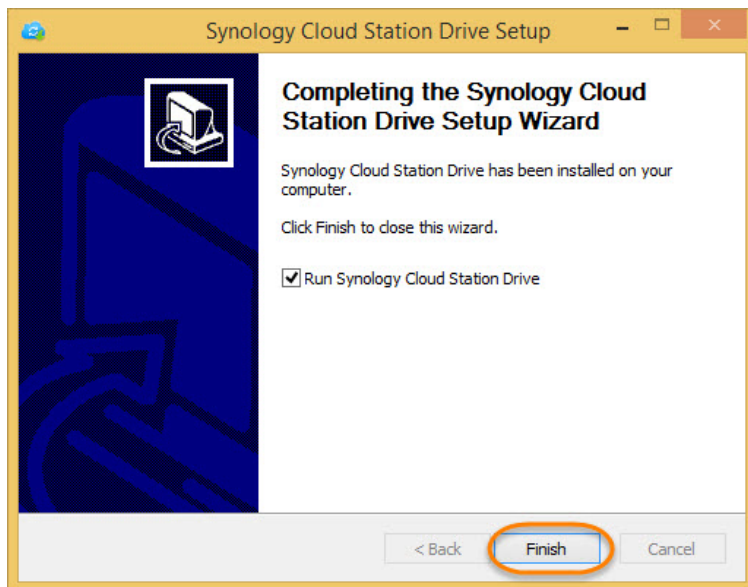 Synology Cloud Station Drive Setup
Completing the Synology Cloud
Station Drive Setup Wizard
Synology Cloud Station Drive has been installed on your
computer.
Click Finish to close this wizard.
Run Synology Cloud Station Drive
< Back Finish Cancel